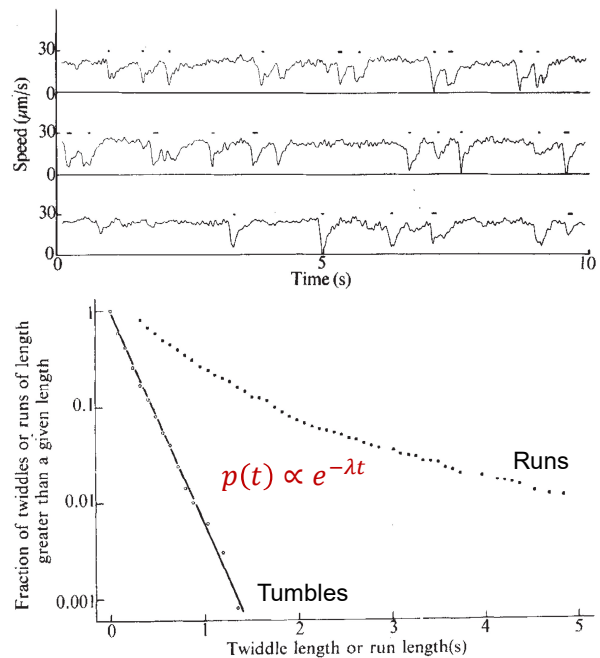 30
0
30
0
30
0
Speed (μm/s)
0
5
10
Time (s)
Fraction of twiddles or runs of length
greater than a given length
1
0.1
0.01
0.001
p(t) ∝ e^{-λt}
Runs
Tumbles
0
1
2
3
4
5
Twiddle length or run length(s)